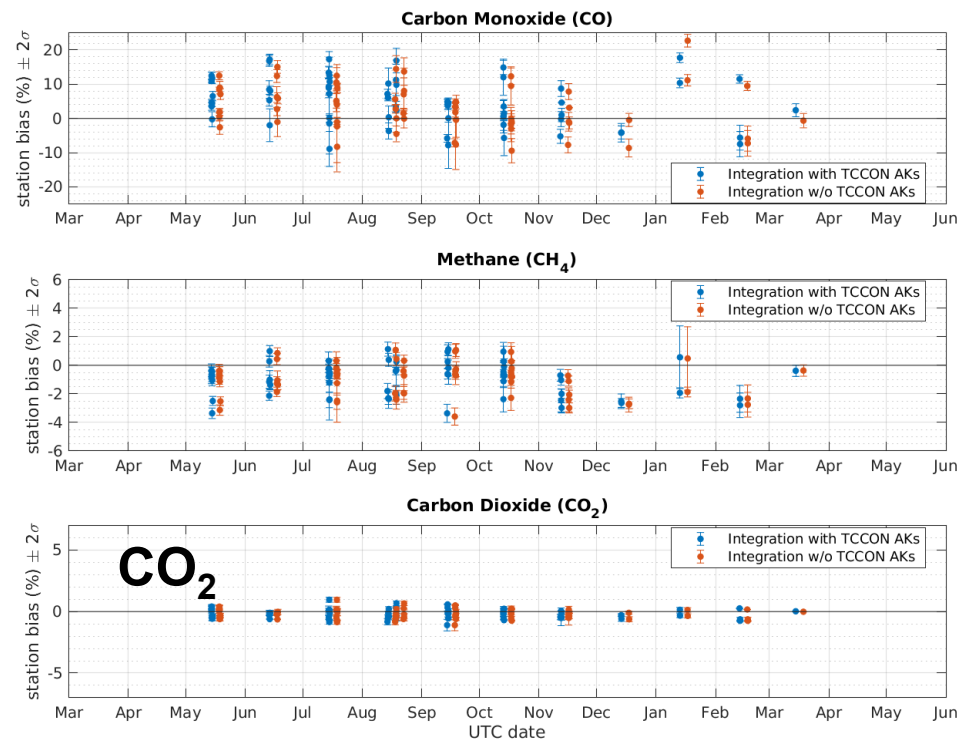 Carbon Monoxide (CO)
station bias (%) ± 2σ
20
10
0
-10
-20
Integration with TCCON AKs
Integration w/o TCCON AKs
Mar Apr May Jun Jul Aug Sep Oct Nov Dec Jan Feb Mar Apr May Jun
Methane (CH₄)
station bias (%) ± 2σ
6
4
2
0
-2
-4
-6
Integration with TCCON AKs
Integration w/o TCCON AKs
Mar Apr May Jun Jul Aug Sep Oct Nov Dec Jan Feb Mar Apr May Jun
Carbon Dioxide (CO₂)
station bias (%) ± 2σ
5
0
-5
CO₂
Integration with TCCON AKs
Integration w/o TCCON AKs
Mar Apr May Jun Jul Aug Sep Oct Nov Dec Jan Feb Mar Apr May Jun
UTC date